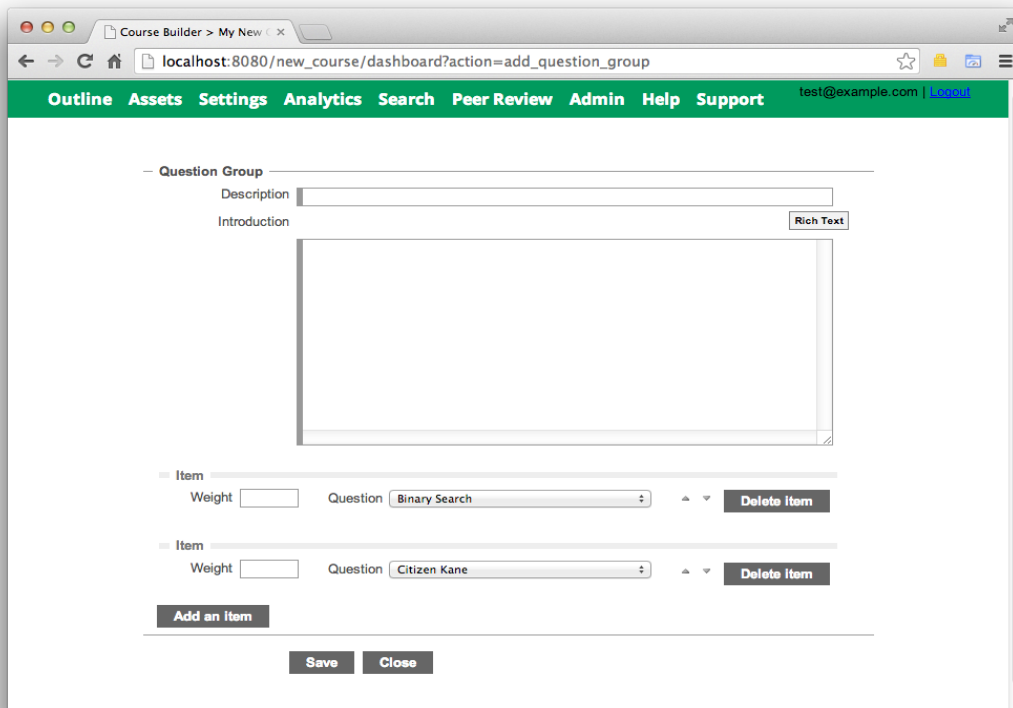 Course Builder > My New C
localhost:8080/new_course/dashboard?action=add_question_group
Outline Assets Settings Analytics Search Peer Review Admin Help Support test@example.com | Logout
Question Group
Description
Introduction Rich Text
Item
Weight Question Binary Search Delete item
Item
Weight Question Citizen Kane Delete item
Add an item
Save Close